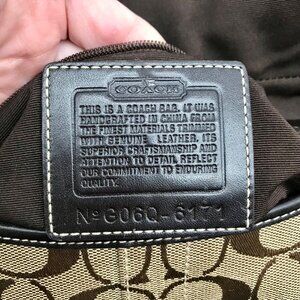 COACH
THIS IS A COACH BAG. IT WAS
HANDCRAFTED IN CHINA FROM
THE FINEST MATERIALS TRIMMED
WITH GENUINE LEATHER. ITS
SUPERIOR CRAFTSMANSHIP AND
ATTENTION TO DETAIL REFLECT
OUR COMMITMENT TO ENDURING
QUALITY.
Nº G06Q-6171